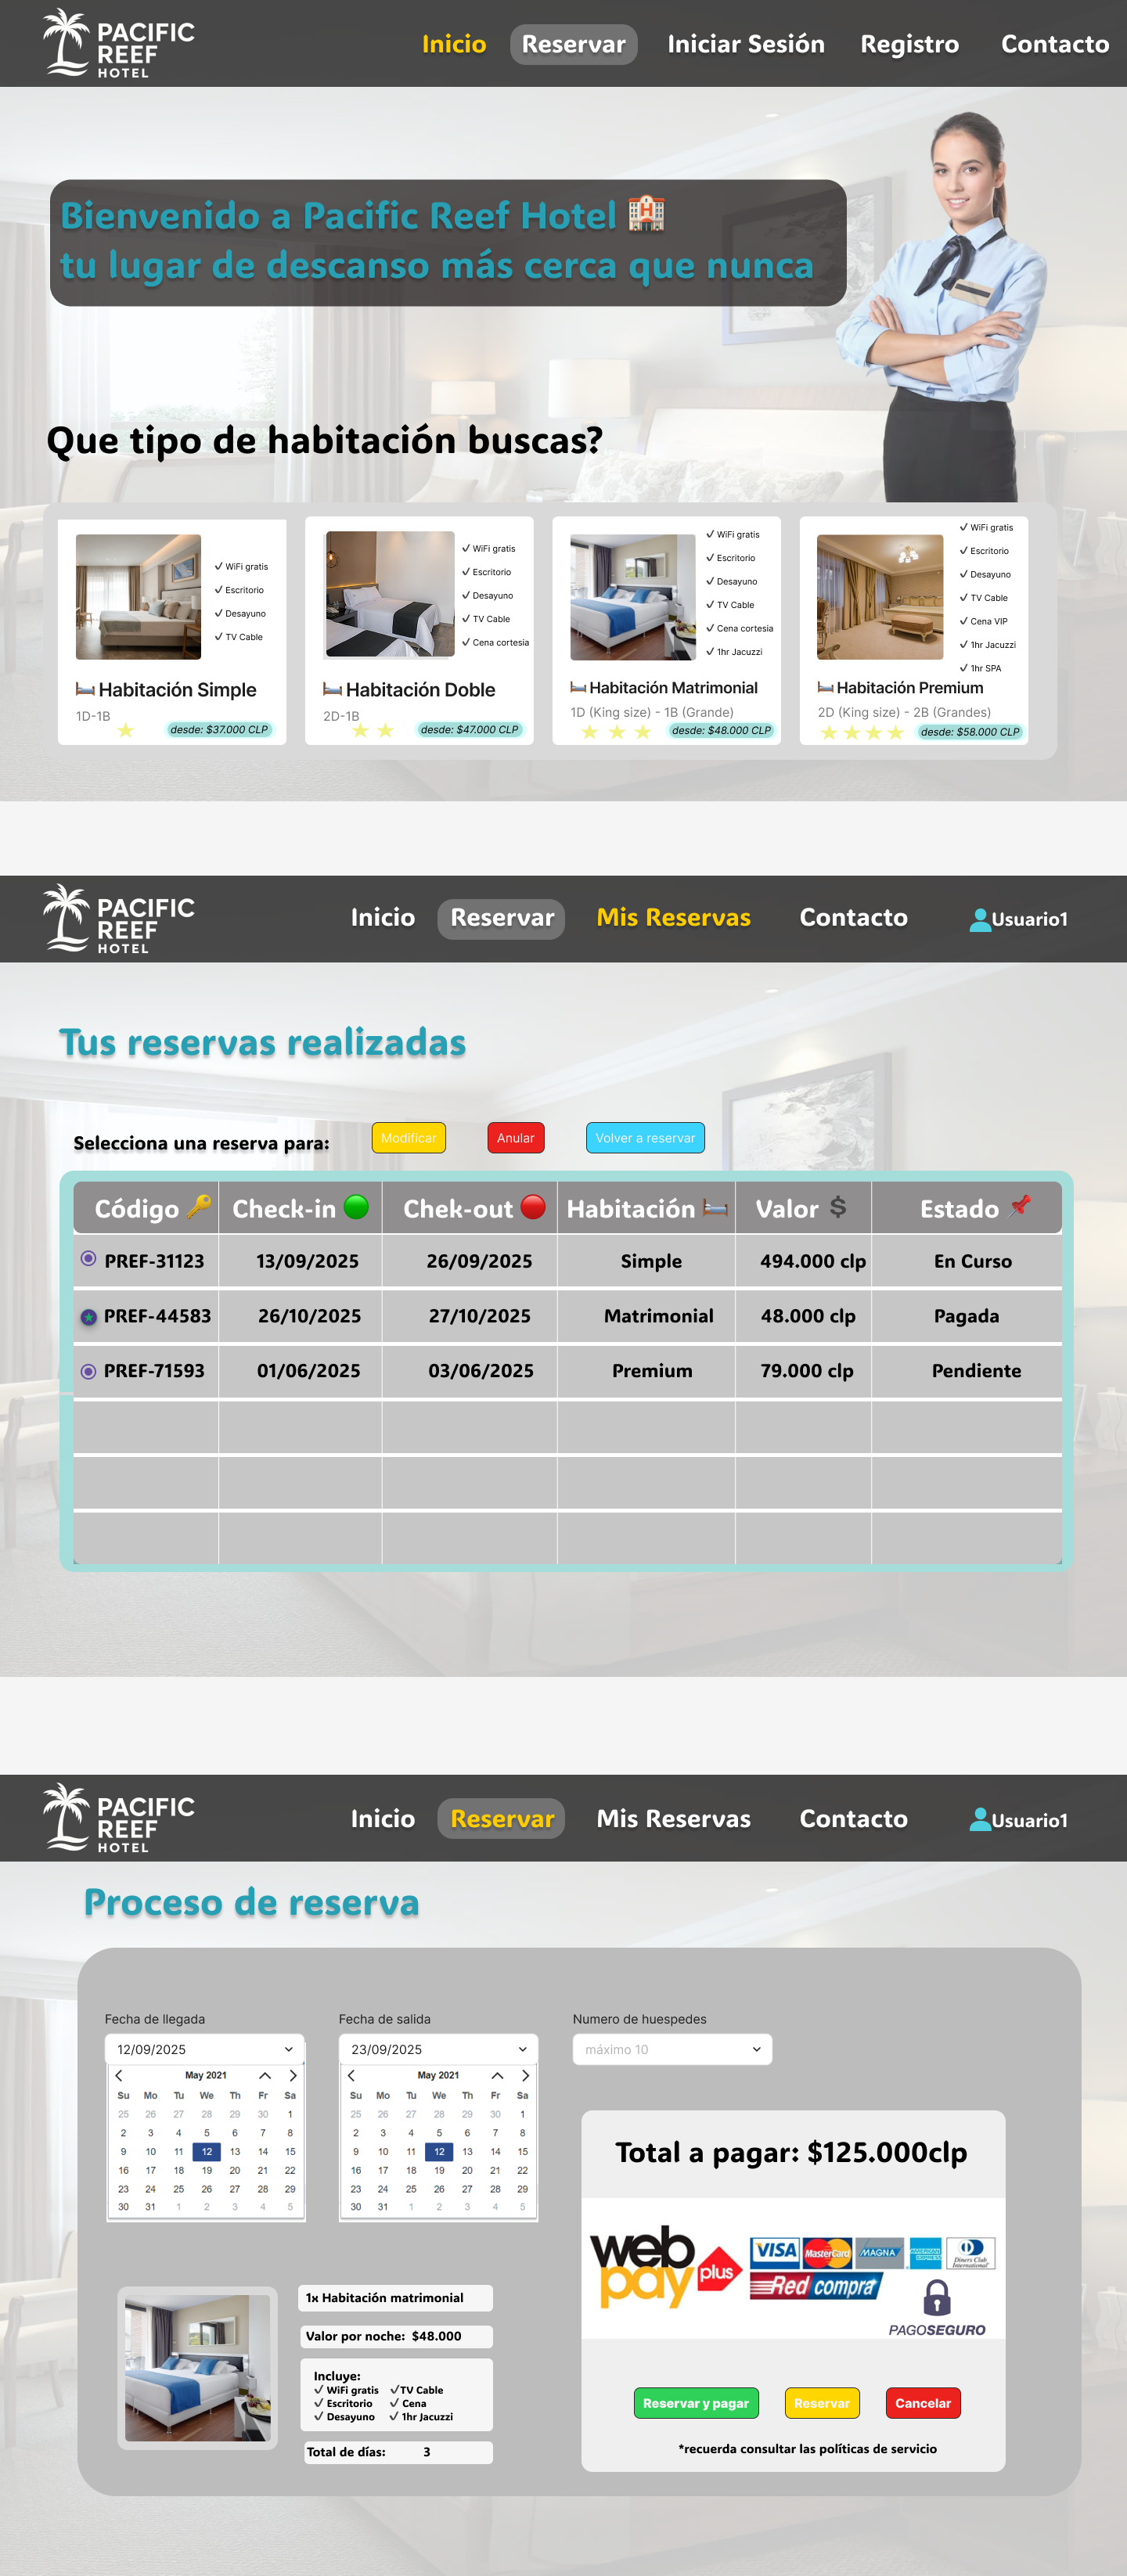 PACIFIC
REEF
HOTEL
Inicio
Reservar
Iniciar Sesión
Registro
Contacto
Bienvenido a Pacific Reef Hotel 🏨
tu lugar de descanso más cerca que nunca
Que tipo de habitación buscas?
✓ WiFi gratis
✓ Escritorio
✓ Desayuno
✓ TV Cable
Habitación Simple
1D-1B
desde: $37.000 CLP
✓ WiFi gratis
✓ Escritorio
✓ Desayuno
✓ TV Cable
✓ Cena cortesia
Habitación Doble
2D-1B
desde: $47.000 CLP
✓ WiFi gratis
✓ Escritorio
✓ Desayuno
✓ TV Cable
✓ Cena cortesia
✓ 1hr Jacuzzi
Habitación Matrimonial
1D (King size) - 1B (Grande)
desde: $48.000 CLP
✓ WiFi gratis
✓ Escritorio
✓ Desayuno
✓ TV Cable
✓ Cena VIP
✓ 1hr Jacuzzi
✓ 1hr SPA
Habitación Premium
2D (King size) - 2B (Grandes)
desde: $58.000 CLP
PACIFIC
REEF
HOTEL
Inicio
Reservar
Mis Reservas
Contacto
Usuario1
Tus reservas realizadas
Selecciona una reserva para:
Modificar
Anular
Volver a reservar
Código Check-in Chek-out Habitación Valor $ Estado
PREF-31123 13/09/2025 26/09/2025 Simple 494.000 clp En Curso
PREF-44583 26/10/2025 27/10/2025 Matrimonial 48.000 clp Pagada
PREF-71593 01/06/2025 03/06/2025 Premium 79.000 clp Pendiente
PACIFIC
REEF
HOTEL
Inicio
Reservar
Mis Reservas
Contacto
Usuario1
Proceso de reserva
Fecha de llegada
12/09/2025
May 2021
Su Mo Tu We Th Fr Sa
25 26 27 28 29 30 1
2 3 4 5 6 7 8
9 10 11 12 13 14 15
16 17 18 19 20 21 22
23 24 25 26 27 28 29
30 31 1 2 3 4 5
Fecha de salida
23/09/2025
May 2021
Su Mo Tu We Th Fr Sa
25 26 27 28 29 30 1
2 3 4 5 6 7 8
9 10 11 12 13 14 15
16 17 18 19 20 21 22
23 24 25 26 27 28 29
30 31 1 2 3 4 5
Numero de huespedes
máximo 10
Total a pagar: $125.000clp
web
pay
plus
VISA
MasterCard
MAGNA
AMERICAN EXPRESS
Diners Club
International
Redcompra
PAGOSEGURO
Reservar y pagar
Reservar
Cancelar
*recuerda consultar las políticas de servicio
1x Habitación matrimonial
Valor por noche: $48.000
Incluye:
✓ WiFi gratis ✓TV Cable
✓ Escritorio ✓ Cena
✓ Desayuno ✓ 1hr Jacuzzi
Total de días: 3